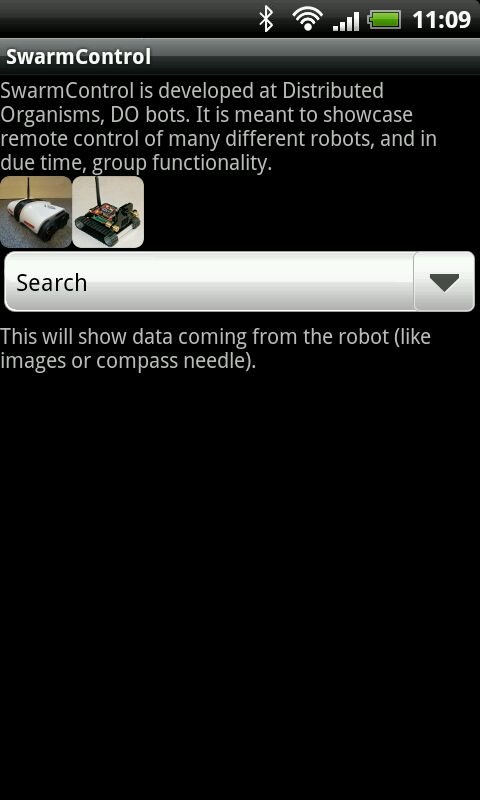 11:09
SwarmControl
SwarmControl is developed at Distributed
Organisms, DO bots. It is meant to showcase
remote control of many different robots, and in
due time, group functionality.
Search
This will show data coming from the robot (like
images or compass needle).